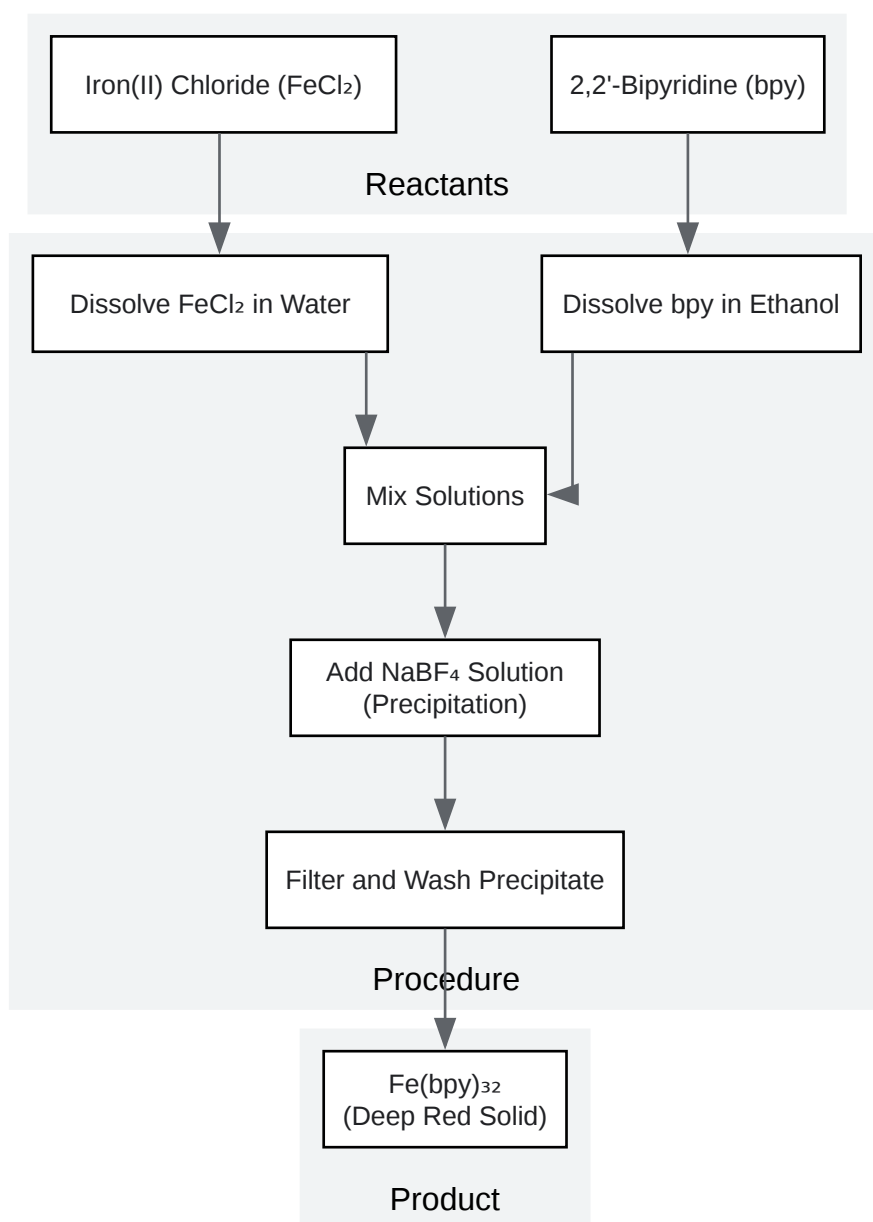 Iron(II) Chloride (FeCl₂)
2,2'-Bipyridine (bpy)
Reactants
Dissolve FeCl₂ in Water
Dissolve bpy in Ethanol
Mix Solutions
Add NaBF₄ Solution
(Precipitation)
Filter and Wash Precipitate
Procedure
Fe(bpy)₃₂
(Deep Red Solid)
Product